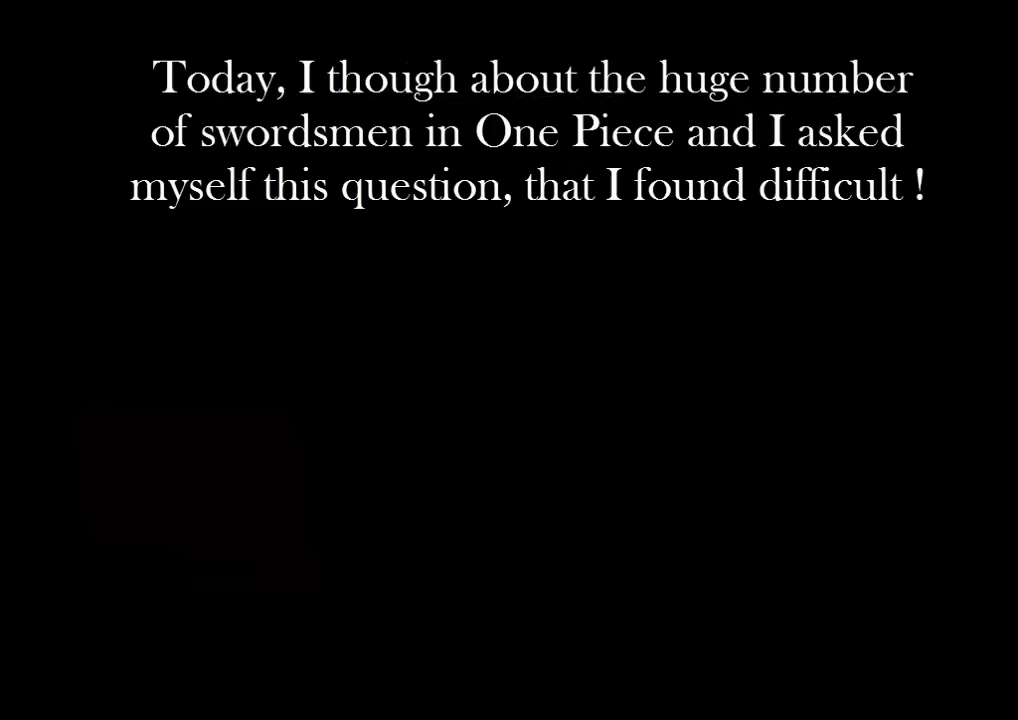 Today, I though about the huge number
of swordsmen in One Piece and I asked
myself this question, that I found difficult !